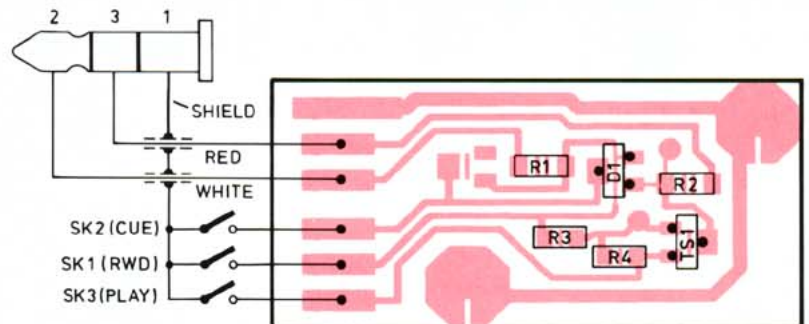 2 3 1
SHIELD
RED
WHITE
SK2(CUE)
SK1(RWD)
SK3(PLAY)
R1
D1
R2
R3
R4
TS1